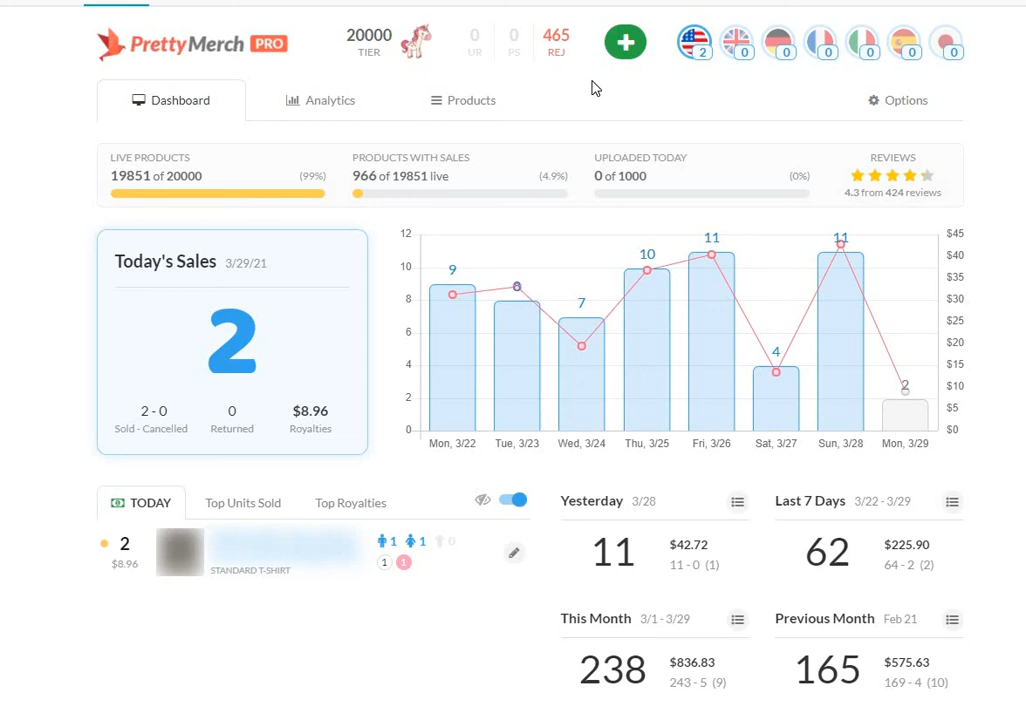 PrettyMerch PRO
20000 TIER
0 UR
0 PS
465 REJ
2 0 0 0 0 0 0
Dashboard Analytics Products Options
LIVE PRODUCTS
19851 of 20000 (99%)
PRODUCTS WITH SALES
966 of 19851 live (4.9%)
UPLOADED TODAY
0 of 1000 (0%)
REVIEWS
4.3 from 424 reviews
Today's Sales 3/29/21
2
2 - 0 0 $8.96
Sold - Cancelled Returned Royalties
12 10 8 6 4 2 0
9 8 7 10 11 4 11 2
$45 $40 $35 $30 $25 $20 $15 $10 $5 $0
Mon, 3/22 Tue, 3/23 Wed, 3/24 Thu, 3/25 Fri, 3/26 Sat, 3/27 Sun, 3/28 Mon, 3/29
TODAY Top Units Sold Top Royalties
2
$8.96
STANDARD T-SHIRT
1 1 0
1 1
Yesterday 3/28
11
$42.72
11 - 0 (1)
Last 7 Days 3/22 - 3/29
62
$225.90
64 - 2 (2)
This Month 3/1 - 3/29
238
$836.83
243 - 5 (9)
Previous Month Feb 21
165
$575.63
169 - 4 (10)